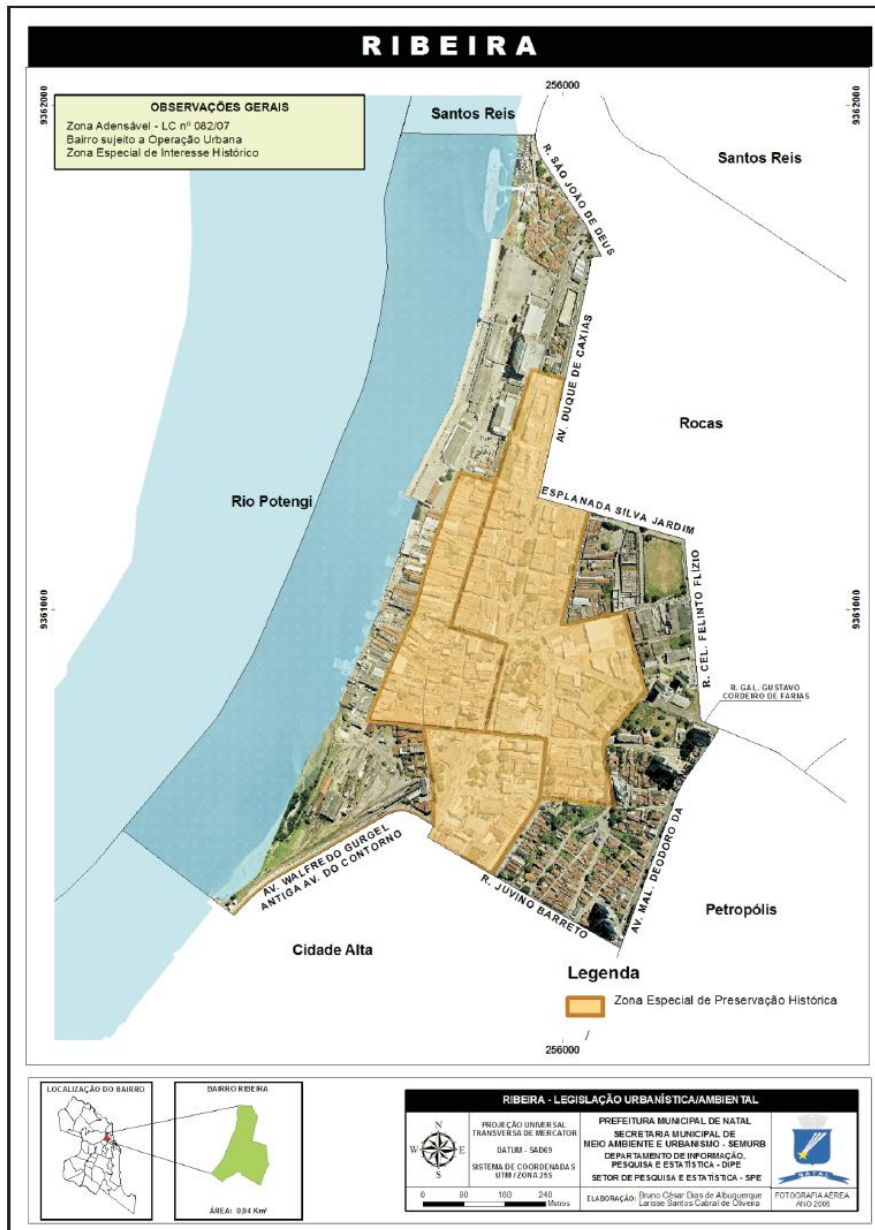 RIBEIRA
256000
9362000
9362000
OBSERVAÇÕES GERAIS
Zona Adensável - LC nº 082/07
Bairro sujeito a Operação Urbana
Zona Especial de Interesse Histórico
Santos Reis
Santos Reis
R. SÃO JOÃO DE DEUS
AV. DUQUE DE CAXIAS
Rocas
Rio Potengi
ESPLANADA SILVA JARDIM
R. CEL. FELINTO FLÍZIO
9361000
9361000
R. GAL. GUSTAVO
CORDEIRO DE FARIAS
AV. WALFREDO GURGEL
ANTIGA AV. DO CONTORNO
R. JUVINO BARRETO
AV. MAL. DEODORO DA
Petropólis
Cidade Alta
Legenda
Zona Especial de Preservação Histórica
256000
LOCALIZAÇÃO DO BAIRRO
BAIRRO RIBEIRA
ÁREA: 0,94 Km²
RIBEIRA - LEGISLAÇÃO URBANÍSTICA/AMBIENTAL
N
W
E
S
PROJEÇÃO UNIVERSAL
TRANSVERSA DE MERCATOR
DATUM - SAD69
SISTEMA DE COORDENADAS
UTM / ZONA 25S
0 80 160 240
Metros
PREFEITURA MUNICIPAL DE NATAL
SECRETARIA MUNICIPAL DE
MEIO AMBIENTE E URBANISMO - SEMURB
DEPARTAMENTO DE INFORMAÇÃO,
PESQUISA E ESTATÍSTICA - DIPE
SETOR DE PESQUISA E ESTATÍSTICA - SPE
ELABORAÇÃO: Bruno César Dias de Albuquerque
Larisse Santos Cabral de Oliveira
NATAL
FOTOGRAFIA AÉREA
ANO 2006